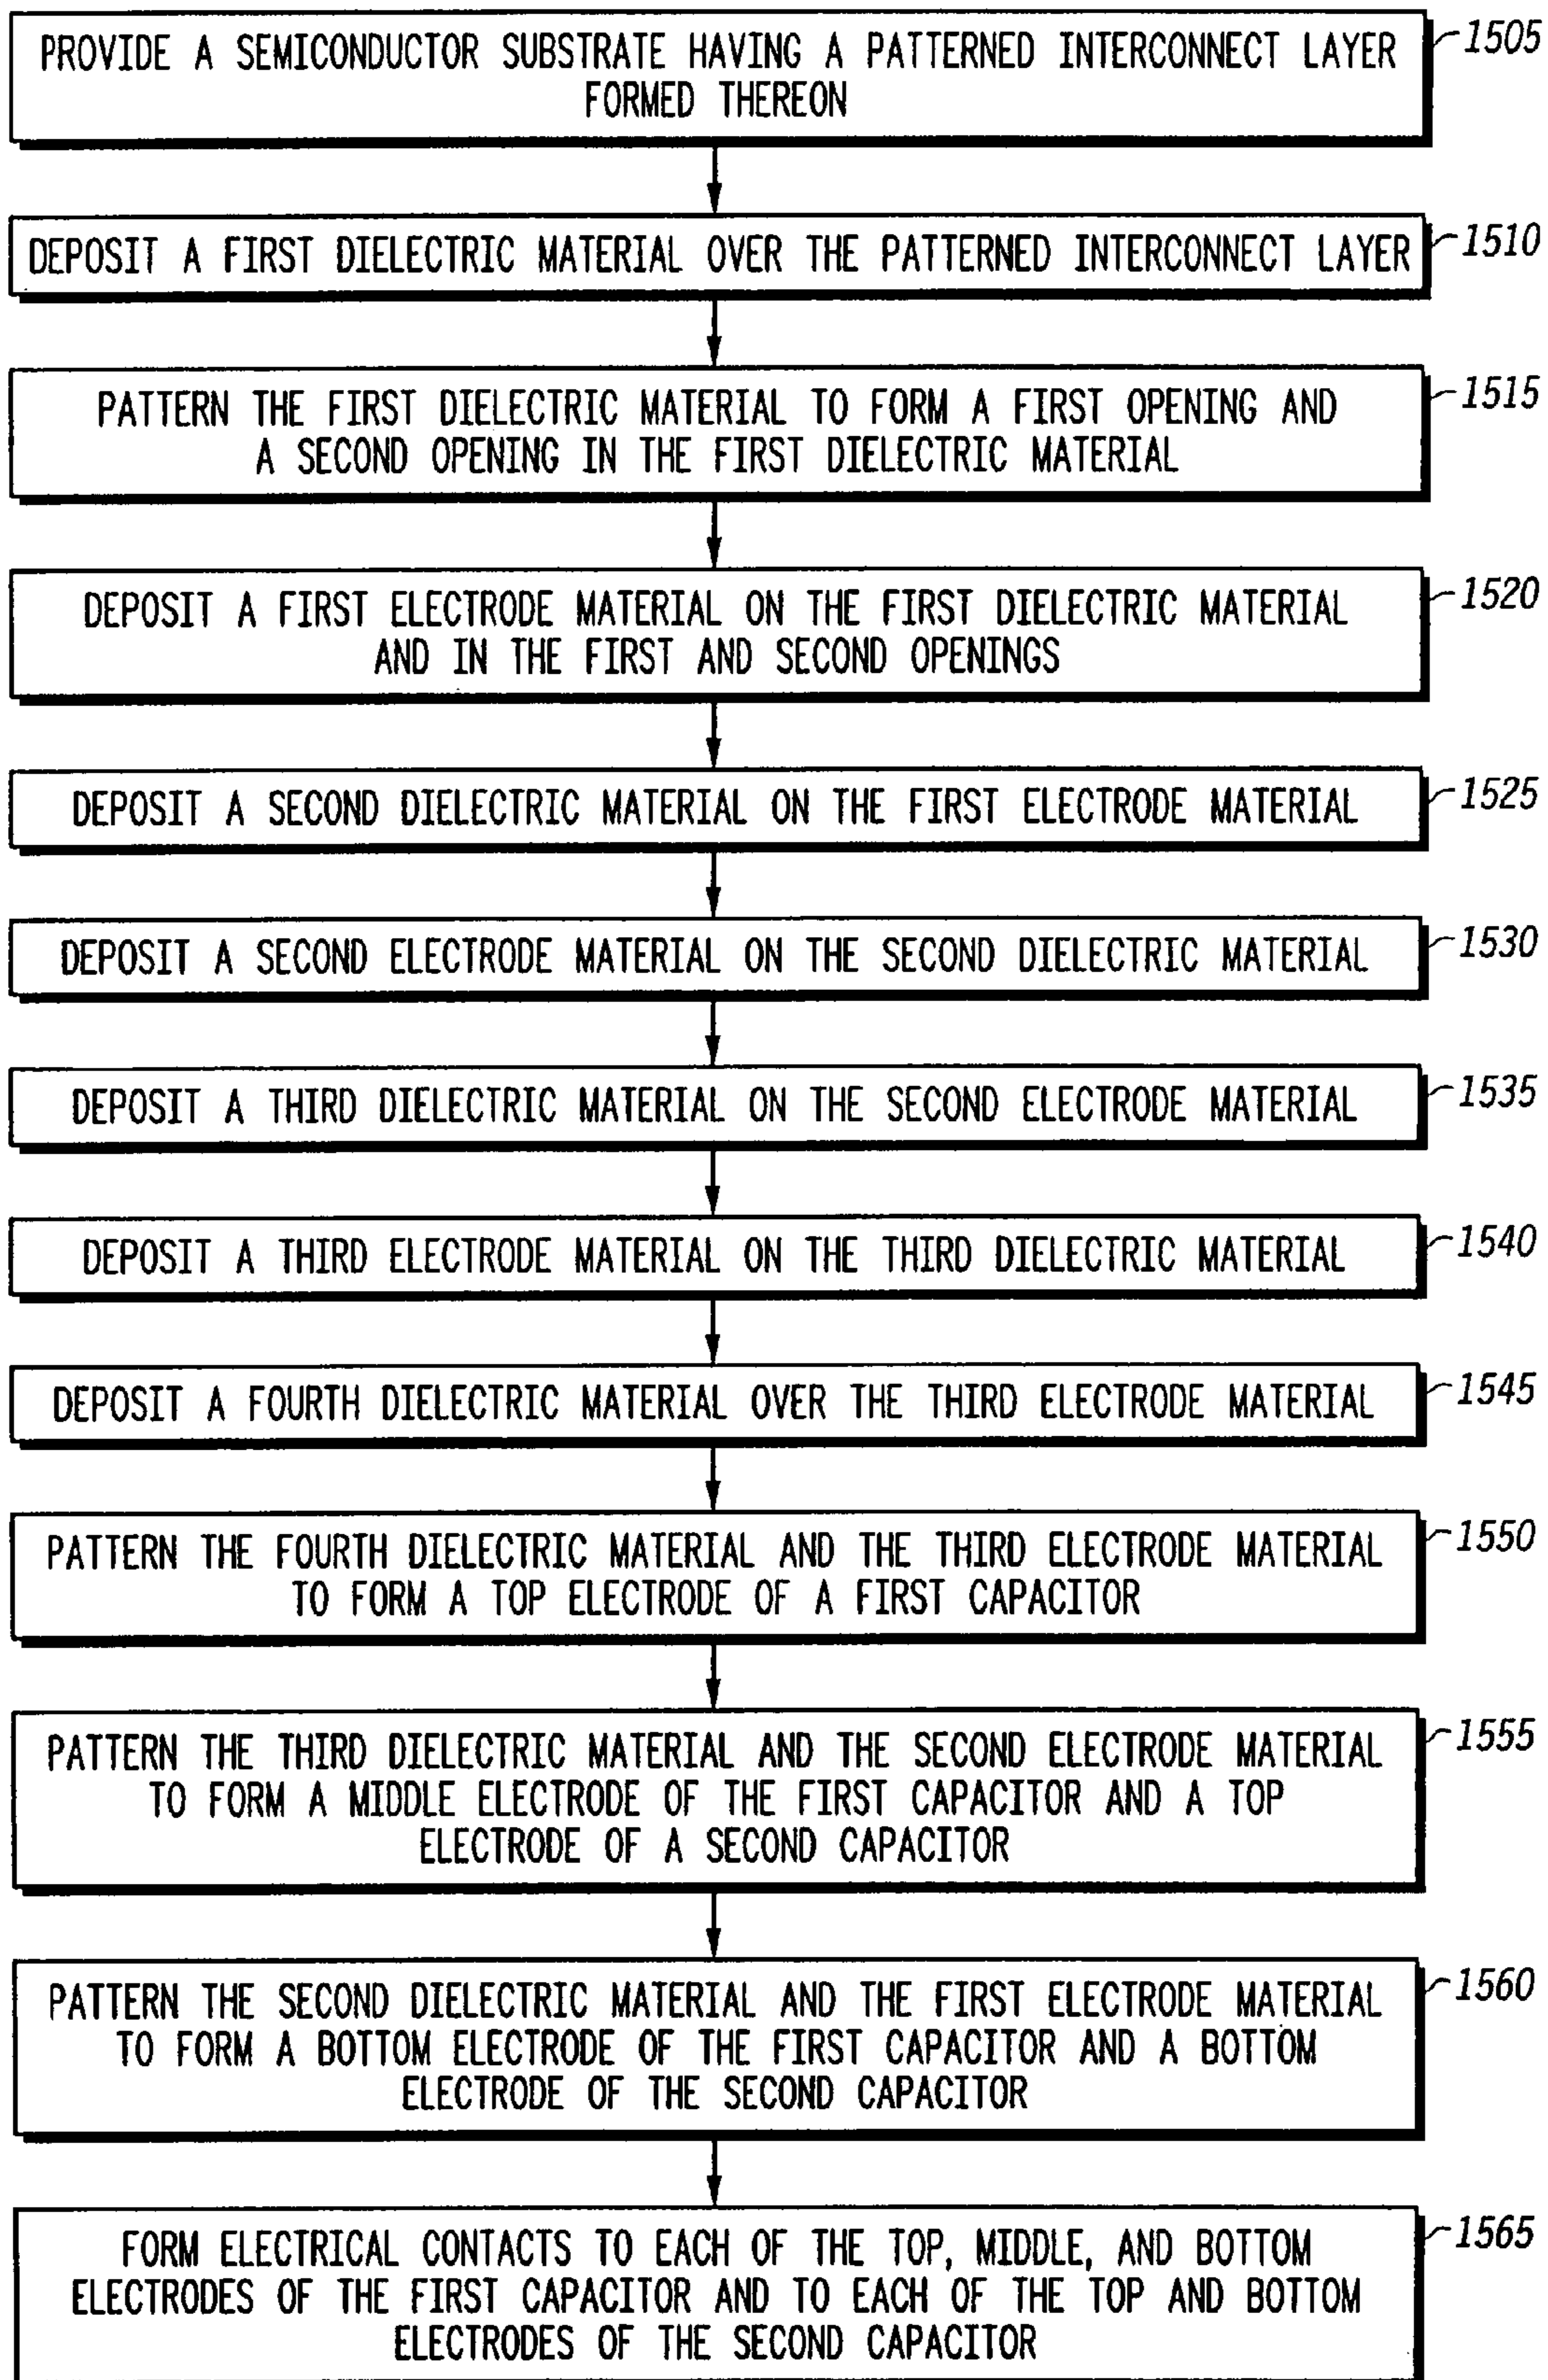 PROVIDE A SEMICONDUCTOR SUBSTRATE HAVING A PATTERNED INTERCONNECT LAYER
FORMED THEREON
1505
DEPOSIT A FIRST DIELECTRIC MATERIAL OVER THE PATTERNED INTERCONNECT LAYER
1510
PATTERN THE FIRST DIELECTRIC MATERIAL TO FORM A FIRST OPENING AND
A SECOND OPENING IN THE FIRST DIELECTRIC MATERIAL
1515
DEPOSIT A FIRST ELECTRODE MATERIAL ON THE FIRST DIELECTRIC MATERIAL
AND IN THE FIRST AND SECOND OPENINGS
1520
DEPOSIT A SECOND DIELECTRIC MATERIAL ON THE FIRST ELECTRODE MATERIAL
1525
DEPOSIT A SECOND ELECTRODE MATERIAL ON THE SECOND DIELECTRIC MATERIAL
1530
DEPOSIT A THIRD DIELECTRIC MATERIAL ON THE SECOND ELECTRODE MATERIAL
1535
DEPOSIT A THIRD ELECTRODE MATERIAL ON THE THIRD DIELECTRIC MATERIAL
1540
DEPOSIT A FOURTH DIELECTRIC MATERIAL OVER THE THIRD ELECTRODE MATERIAL
1545
PATTERN THE FOURTH DIELECTRIC MATERIAL AND THE THIRD ELECTRODE MATERIAL
TO FORM A TOP ELECTRODE OF A FIRST CAPACITOR
1550
PATTERN THE THIRD DIELECTRIC MATERIAL AND THE SECOND ELECTRODE MATERIAL
TO FORM A MIDDLE ELECTRODE OF THE FIRST CAPACITOR AND A TOP
ELECTRODE OF A SECOND CAPACITOR
1555
PATTERN THE SECOND DIELECTRIC MATERIAL AND THE FIRST ELECTRODE MATERIAL
TO FORM A BOTTOM ELECTRODE OF THE FIRST CAPACITOR AND A BOTTOM
ELECTRODE OF THE SECOND CAPACITOR
1560
FORM ELECTRICAL CONTACTS TO EACH OF THE TOP, MIDDLE, AND BOTTOM
ELECTRODES OF THE FIRST CAPACITOR AND TO EACH OF THE TOP AND BOTTOM
ELECTRODES OF THE SECOND CAPACITOR
1565